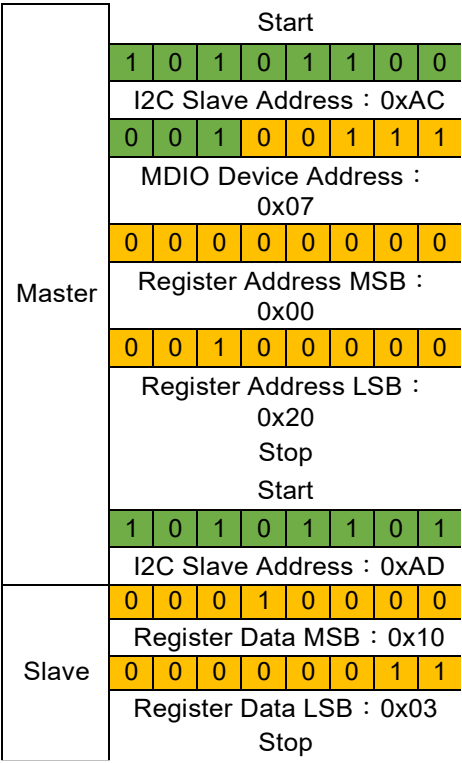 Start
1 0 1 0 1 1 0 0
I2C Slave Address：0xAC
0 0 1 0 0 1 1 1
MDIO Device Address：
0x07
0 0 0 0 0 0 0 0
Master
Register Address MSB：
0x00
0 0 1 0 0 0 0 0
Register Address LSB：
0x20
Stop
Start
1 0 1 0 1 1 0 1
I2C Slave Address：0xAD
0 0 0 1 0 0 0 0
Register Data MSB：0x10
Slave
0 0 0 0 0 0 1 1
Register Data LSB：0x03
Stop